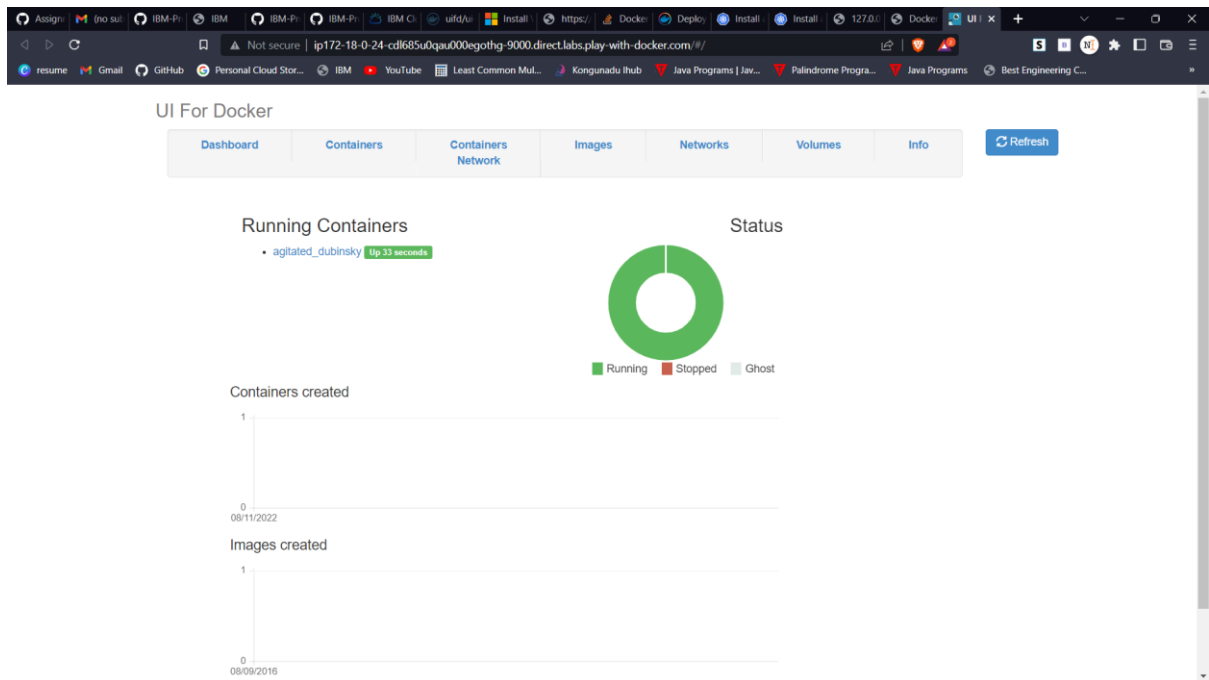 Assignr (no sub IBM-Pr IBM IBM-Pr IBM-Pr IBM Cl uifd/ui Install \ https:// Docker Deploy Install Install 127.0.0 Docker UI
Not secure ip172-18-0-24-cdl685u0qau000egothg-9000.direct.labs.play-with-docker.com/#/
resume Gmail GitHub Personal Cloud Stor... IBM YouTube Least Common Mul... Kongunadu Ihub Java Programs | Jav... Palindrome Progra... Java Programs Best Engineering C... »
UI For Docker
Dashboard Containers Containers Network Images Networks Volumes Info Refresh
Running Containers Status
agitated_dubinsky Up 33 seconds
Running Stopped Ghost
Containers created
1
0
08/11/2022
Images created
1
0
08/09/2016